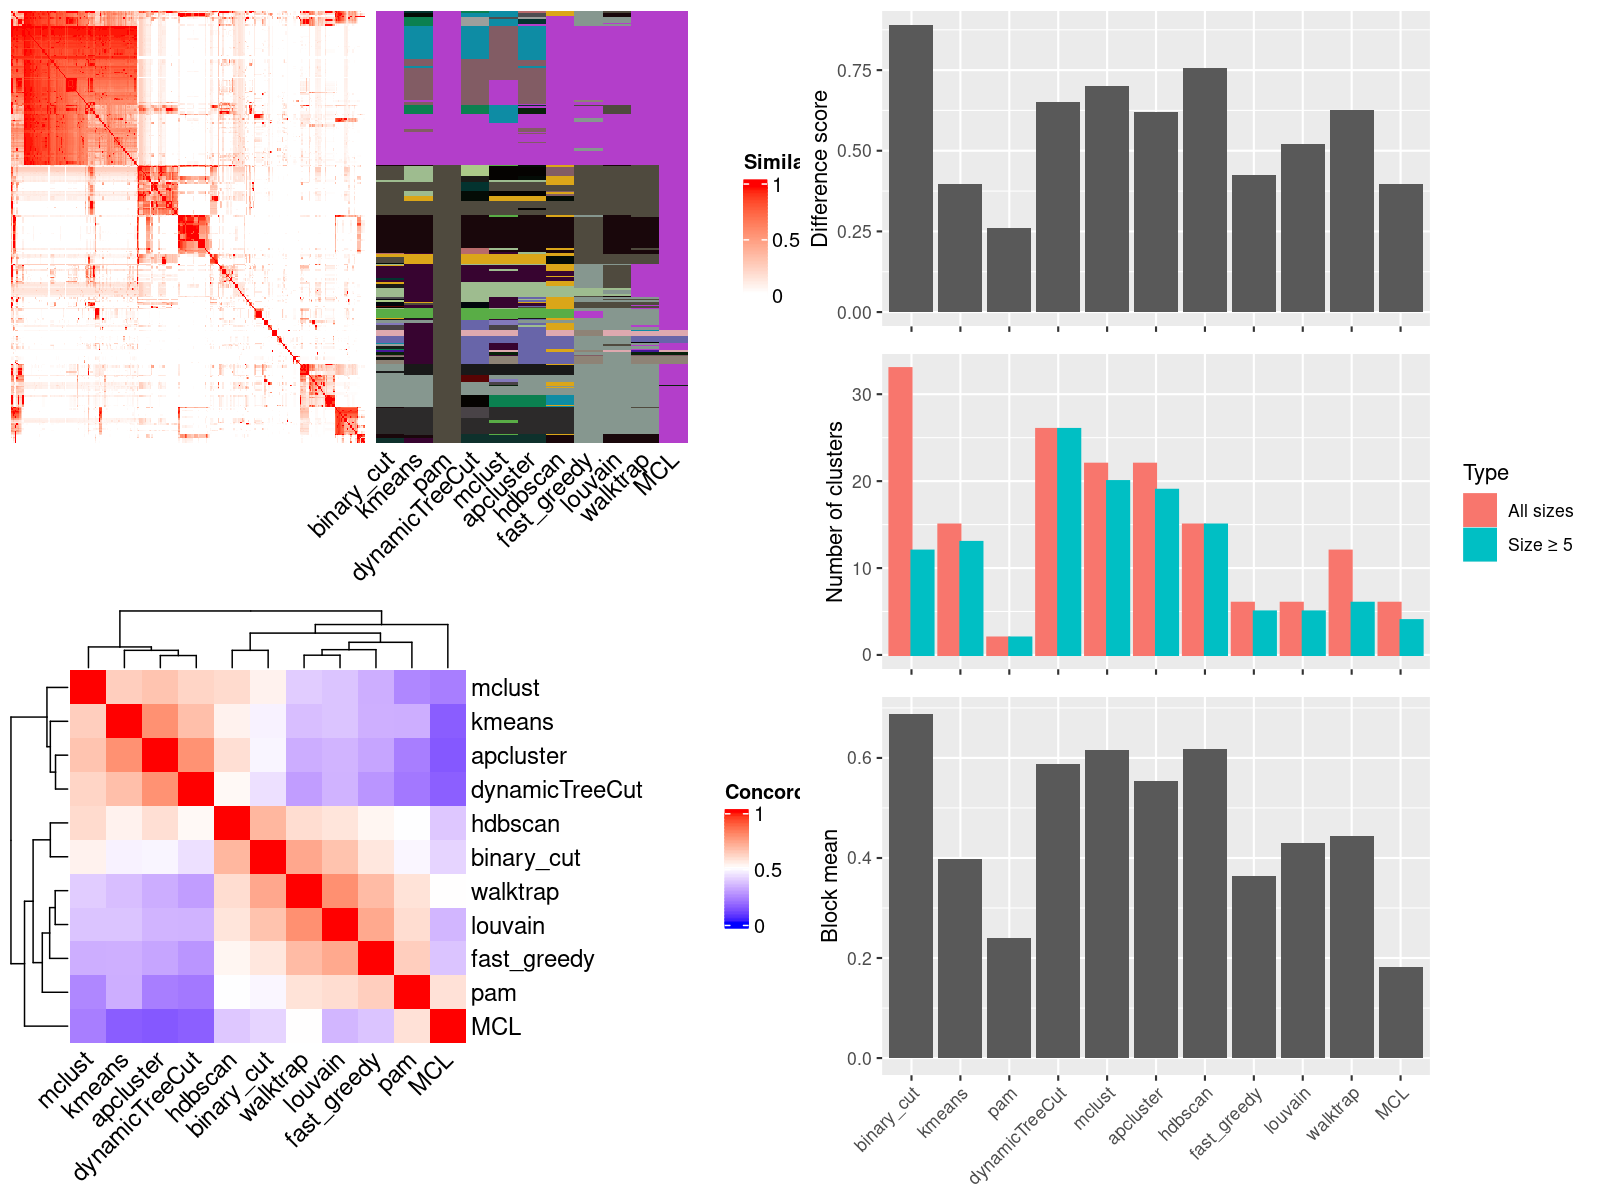 Simila
1
0.5
0
binary_cut
kmeans
pam
dynamicTreeCut
mclust
apcluster
hdbscan
fast_greedy
louvain
walktrap
MCL
Difference score
0.75
0.50
0.25
0.00
Number of clusters
30
20
10
0
Type
All sizes
Size ≥ 5
mclust
kmeans
apcluster
dynamicTreeCut
hdbscan
binary_cut
walktrap
louvain
fast_greedy
pam
MCL
mclust
kmeans
apcluster
dynamicTreeCut
hdbscan
binary_cut
walktrap
louvain
fast_greedy
pam
MCL
Concord
1
0.5
0
Block mean
0.6
0.4
0.2
0.0
binary_cut
kmeans
pam
dynamicTreeCut
mclust
apcluster
hdbscan
fast_greedy
louvain
walktrap
MCL